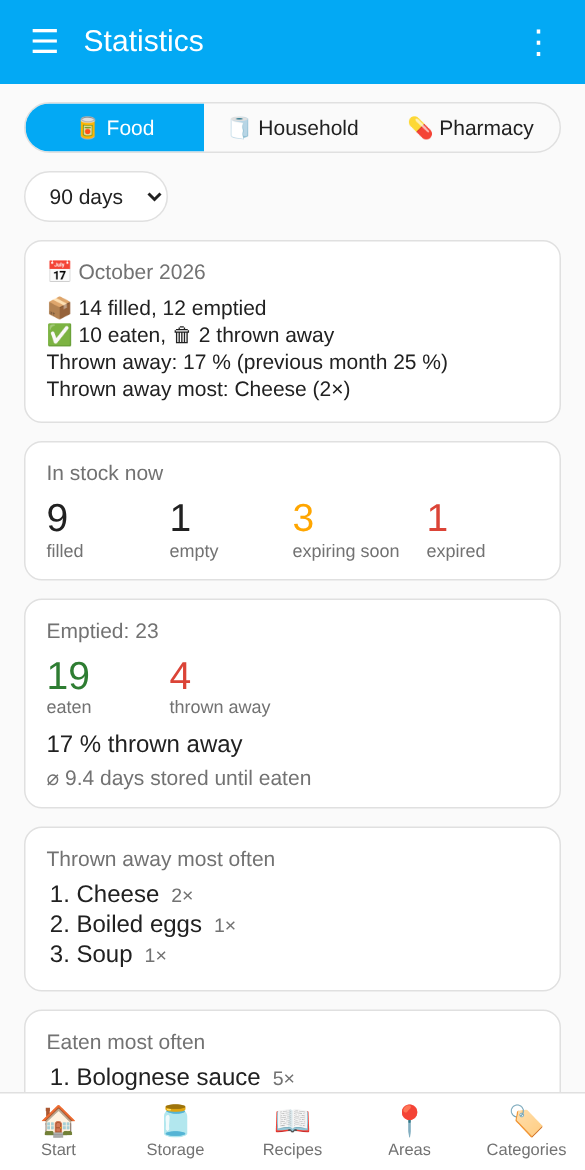 ☰ Statistics ⋮
🥫 Food 🧻 Household 💊 Pharmacy
90 days
📅 October 2026
📦 14 filled, 12 emptied
✅ 10 eaten, 🗑 2 thrown away
Thrown away: 17 % (previous month 25 %)
Thrown away most: Cheese (2×)
In stock now
9 1 3 1
filled empty expiring soon expired
Emptied: 23
19 4
eaten thrown away
17 % thrown away
⌀ 9.4 days stored until eaten
Thrown away most often
1. Cheese 2×
2. Boiled eggs 1×
3. Soup 1×
Eaten most often
1. Bolognese sauce 5×
Start Storage Recipes Areas Categories